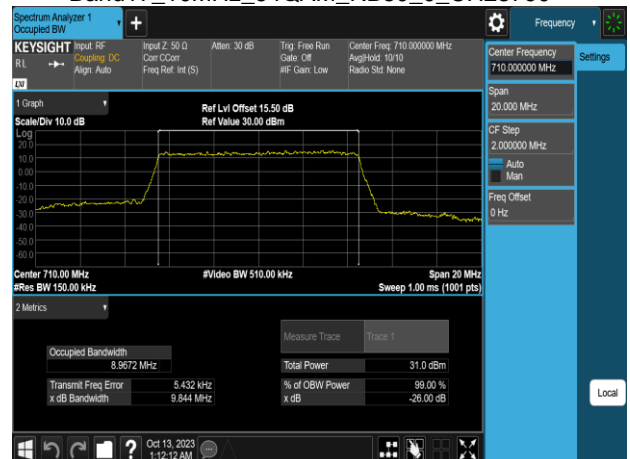 Spectrum Analyzer 1
Occupied BW
Frequency
KEYSIGHT
RL
Input: RF
Coupling: DC
Align: Auto
Input Z: 50 Ω
Corr CCorr
Freq Ref: Int (S)
Atten: 30 dB
Trig: Free Run
Gate: Off
#IF Gain: Low
Center Freq: 710.000000 MHz
Avg|Hold: 10/10
Radio Std: None
LXI
Center Frequency
710.000000 MHz
Settings
Span
20.000 MHz
CF Step
2.000000 MHz
Auto
Man
Freq Offset
0 Hz
1 Graph
Scale/Div 10.0 dB
Ref Lvl Offset 15.50 dB
Ref Value 30.00 dBm
Log
20.0
10.0
0.00
-10.0
-20.0
-30.0
-40.0
-50.0
-60.0
Center 710.00 MHz
#Video BW 510.00 kHz
Span 20 MHz
#Res BW 150.00 kHz
Sweep 1.00 ms (1001 pts)
2 Metrics
Measure Trace
Trace 1
Occupied Bandwidth
8.9672 MHz
Total Power
31.0 dBm
Transmit Freq Error
5.432 kHz
% of OBW Power
99.00 %
x dB Bandwidth
9.844 MHz
x dB
-26.00 dB
Local
Oct 13, 2023
1:12:12 AM